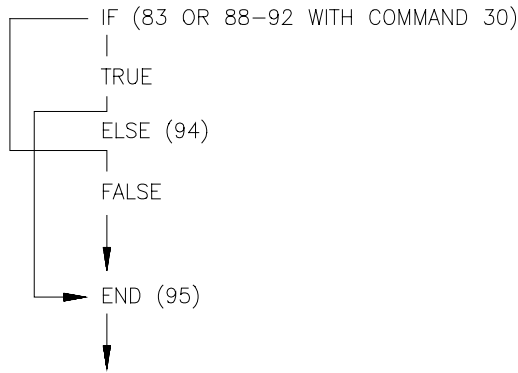 IF (83 OR 88-92 WITH COMMAND 30)
TRUE
ELSE (94)
FALSE
END (95)